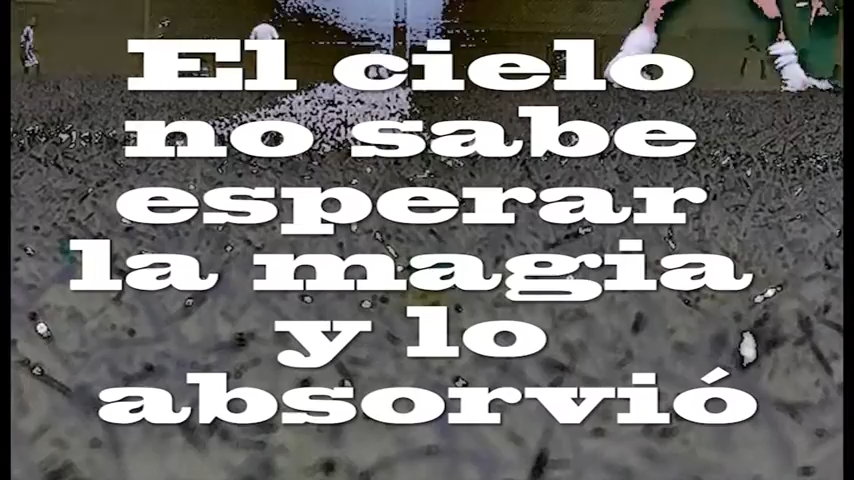 El cielo
no sabe
esperar
la magia
y lo
absorvió